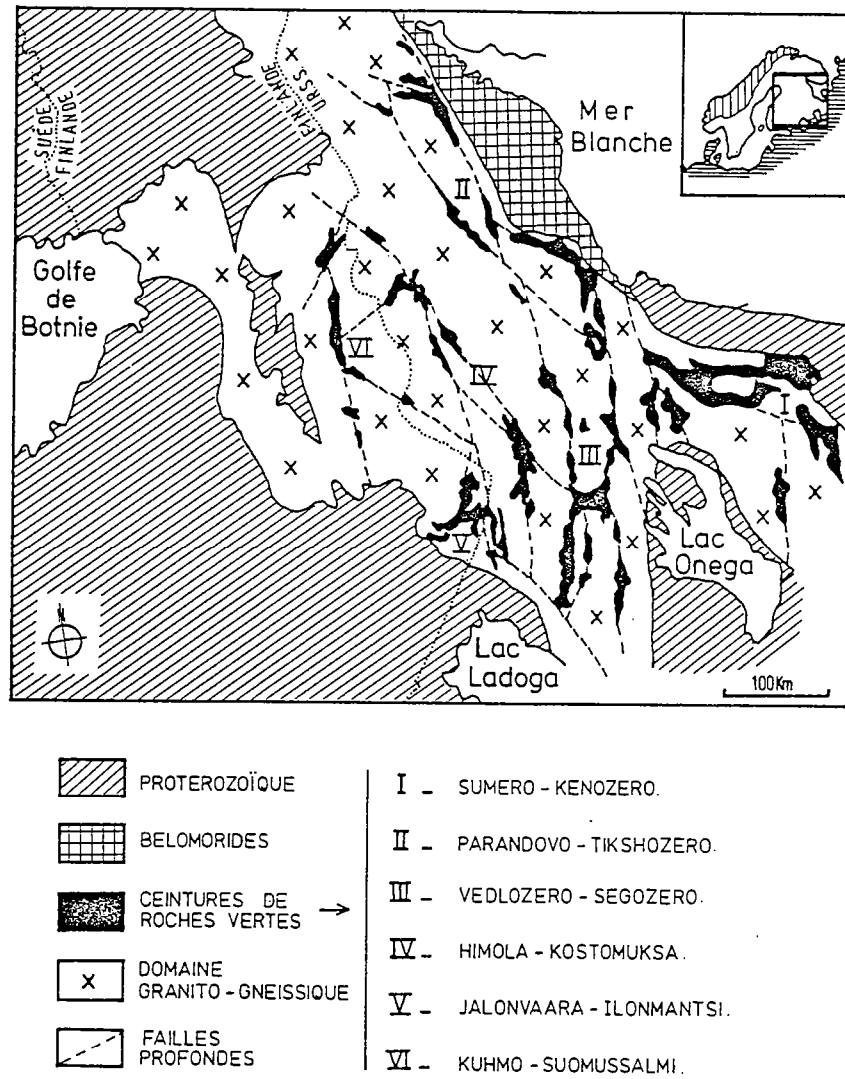 SUÈDE
FINLANDE
FINLANDE
URSS
Mer
Blanche
II
Golfe
de
Botnie
VI
IV
I
III
V
Lac
Onega
N
Lac
Ladoga
100Km
PROTEROZOÏQUE
BELOMORIDES
CEINTURES DE
ROCHES VERTES →
DOMAINE
GRANITO-GNEISSIQUE
FAILLES
PROFONDES
I - SUMERO-KENOZERO.
II - PARANDOVO-TIKSHOZERO.
III - VEDLOZERO-SEGOZERO.
IV - HIMOLA-KOSTOMUKSA.
V - JALONVAARA-ILONMANTSI.
VI - KUHMO-SUOMUSSALMI.